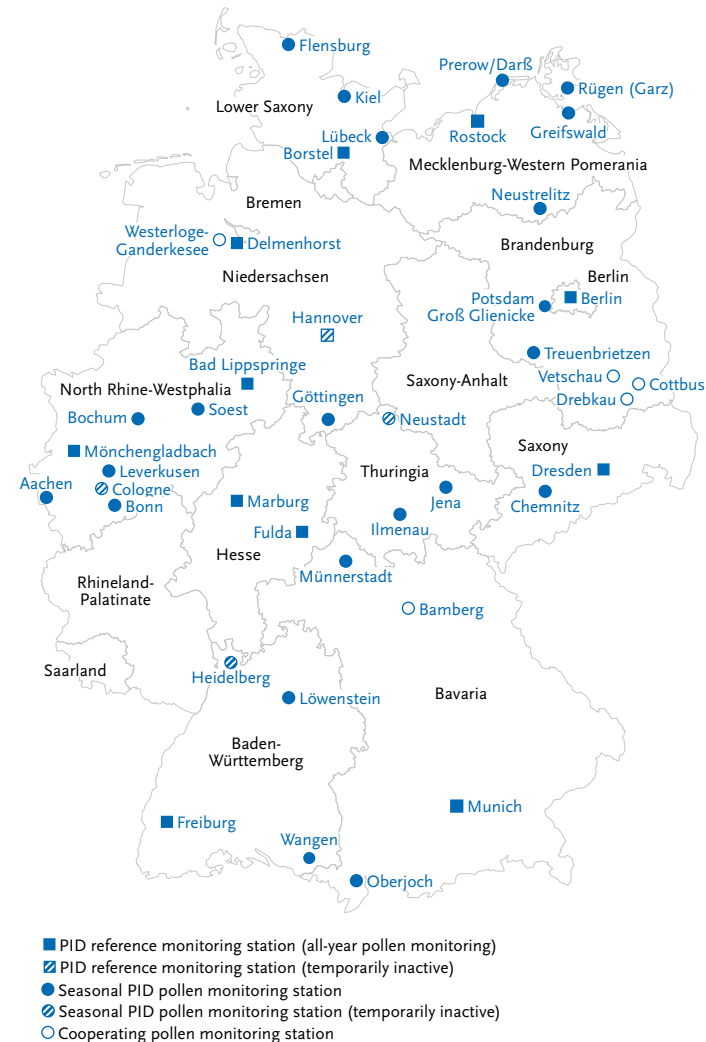 Flensburg
Prerow/Darß
Rügen (Garz)
Kiel
Lower Saxony
Lübeck
Rostock
Greifswald
Borstel
Mecklenburg-Western Pomerania
Neustrelitz
Bremen
Westerloge-
Ganderkesee
Delmenhorst
Brandenburg
Niedersachsen
Berlin
Potsdam
Groß Glienicke
Berlin
Hannover
Treuenbrietzen
Bad Lippspringe
Vetschau
Cottbus
North Rhine-Westphalia
Saxony-Anhalt
Drebkau
Göttingen
Soest
Bochum
Neustadt
Saxony
Mönchengladbach
Leverkusen
Thuringia
Dresden
Aachen
Cologne
Bonn
Marburg
Jena
Chemnitz
Fulda
Ilmenau
Hesse
Münnerstadt
Rhineland-
Palatinate
Bamberg
Saarland
Heidelberg
Löwenstein
Bavaria
Baden-
Württemberg
Munich
Freiburg
Wangen
Oberjoch
PID reference monitoring station (all-year pollen monitoring)
PID reference monitoring station (temporarily inactive)
Seasonal PID pollen monitoring station
Seasonal PID pollen monitoring station (temporarily inactive)
Cooperating pollen monitoring station